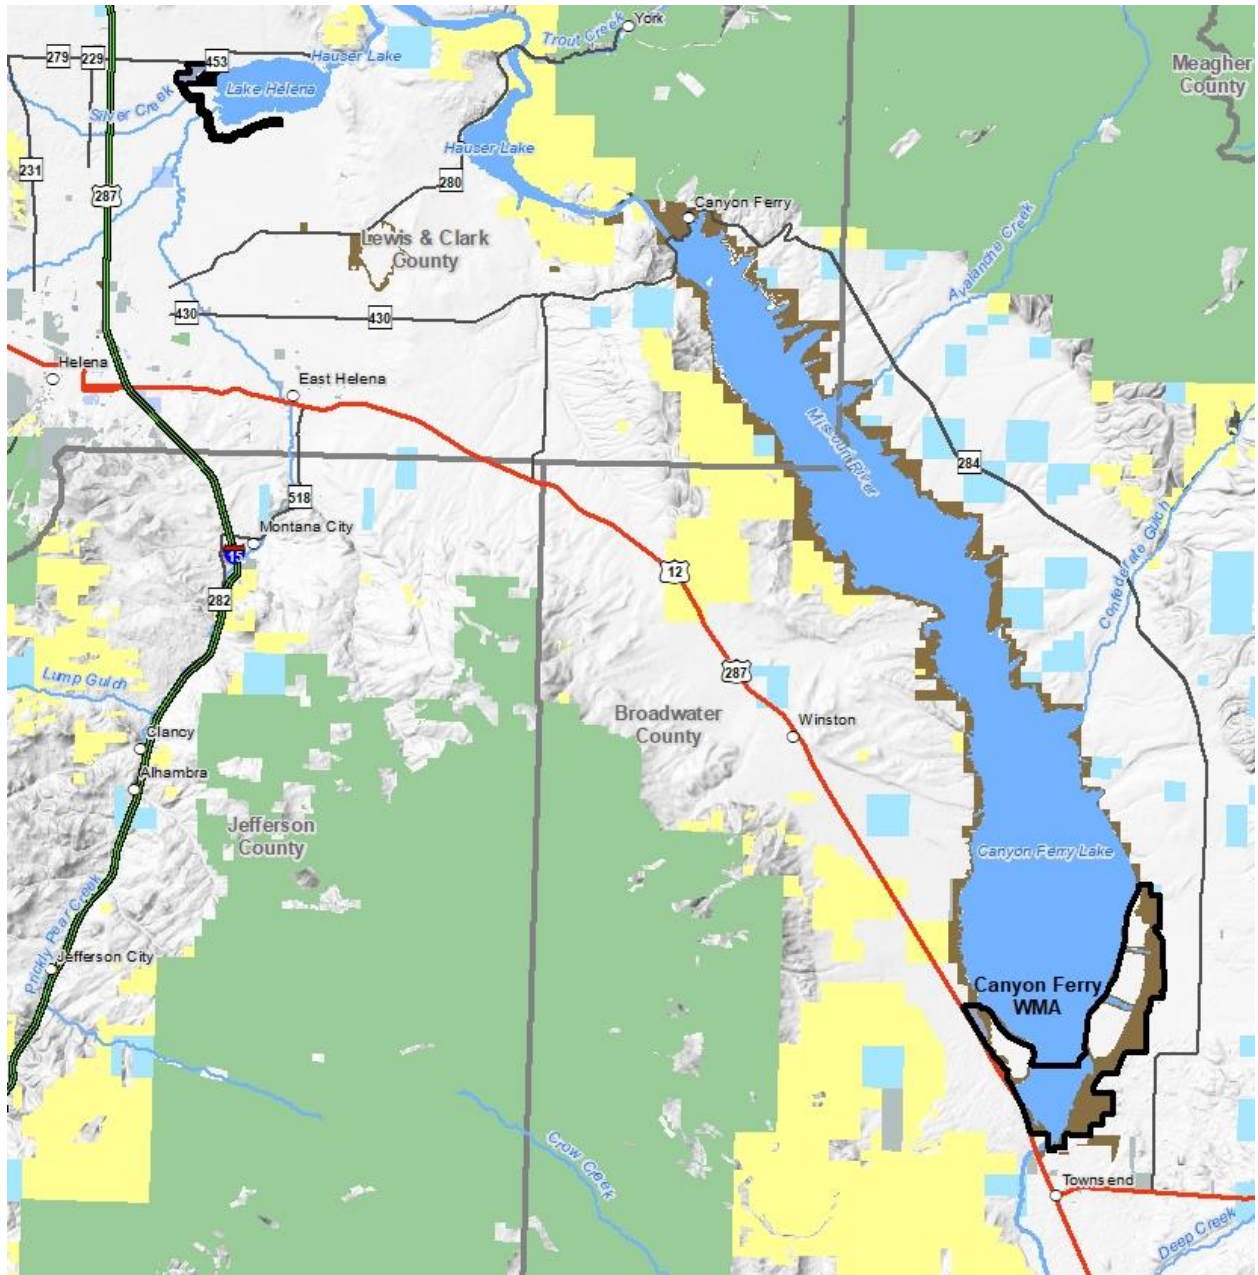 York
Trout Creek
Hauser Lake
Meagher
County
279
229
453
Lake Helena
Silver Creek
Hauser Lake
231
280
287
Canyon Ferry
Lewis & Clark
County
Avalanche Creek
430
430
Helena
East Helena
Missouri River
284
518
Montana City
15
Confederate Gulch
12
282
287
Lump Gulch
Broadwater
County
Winston
Clancy
Alhambra
Jefferson
County
Canyon Ferry Lake
Prickly Pear Creek
Jefferson City
Canyon Ferry
WMA
Crow Creek
Townsend
Deep Creek